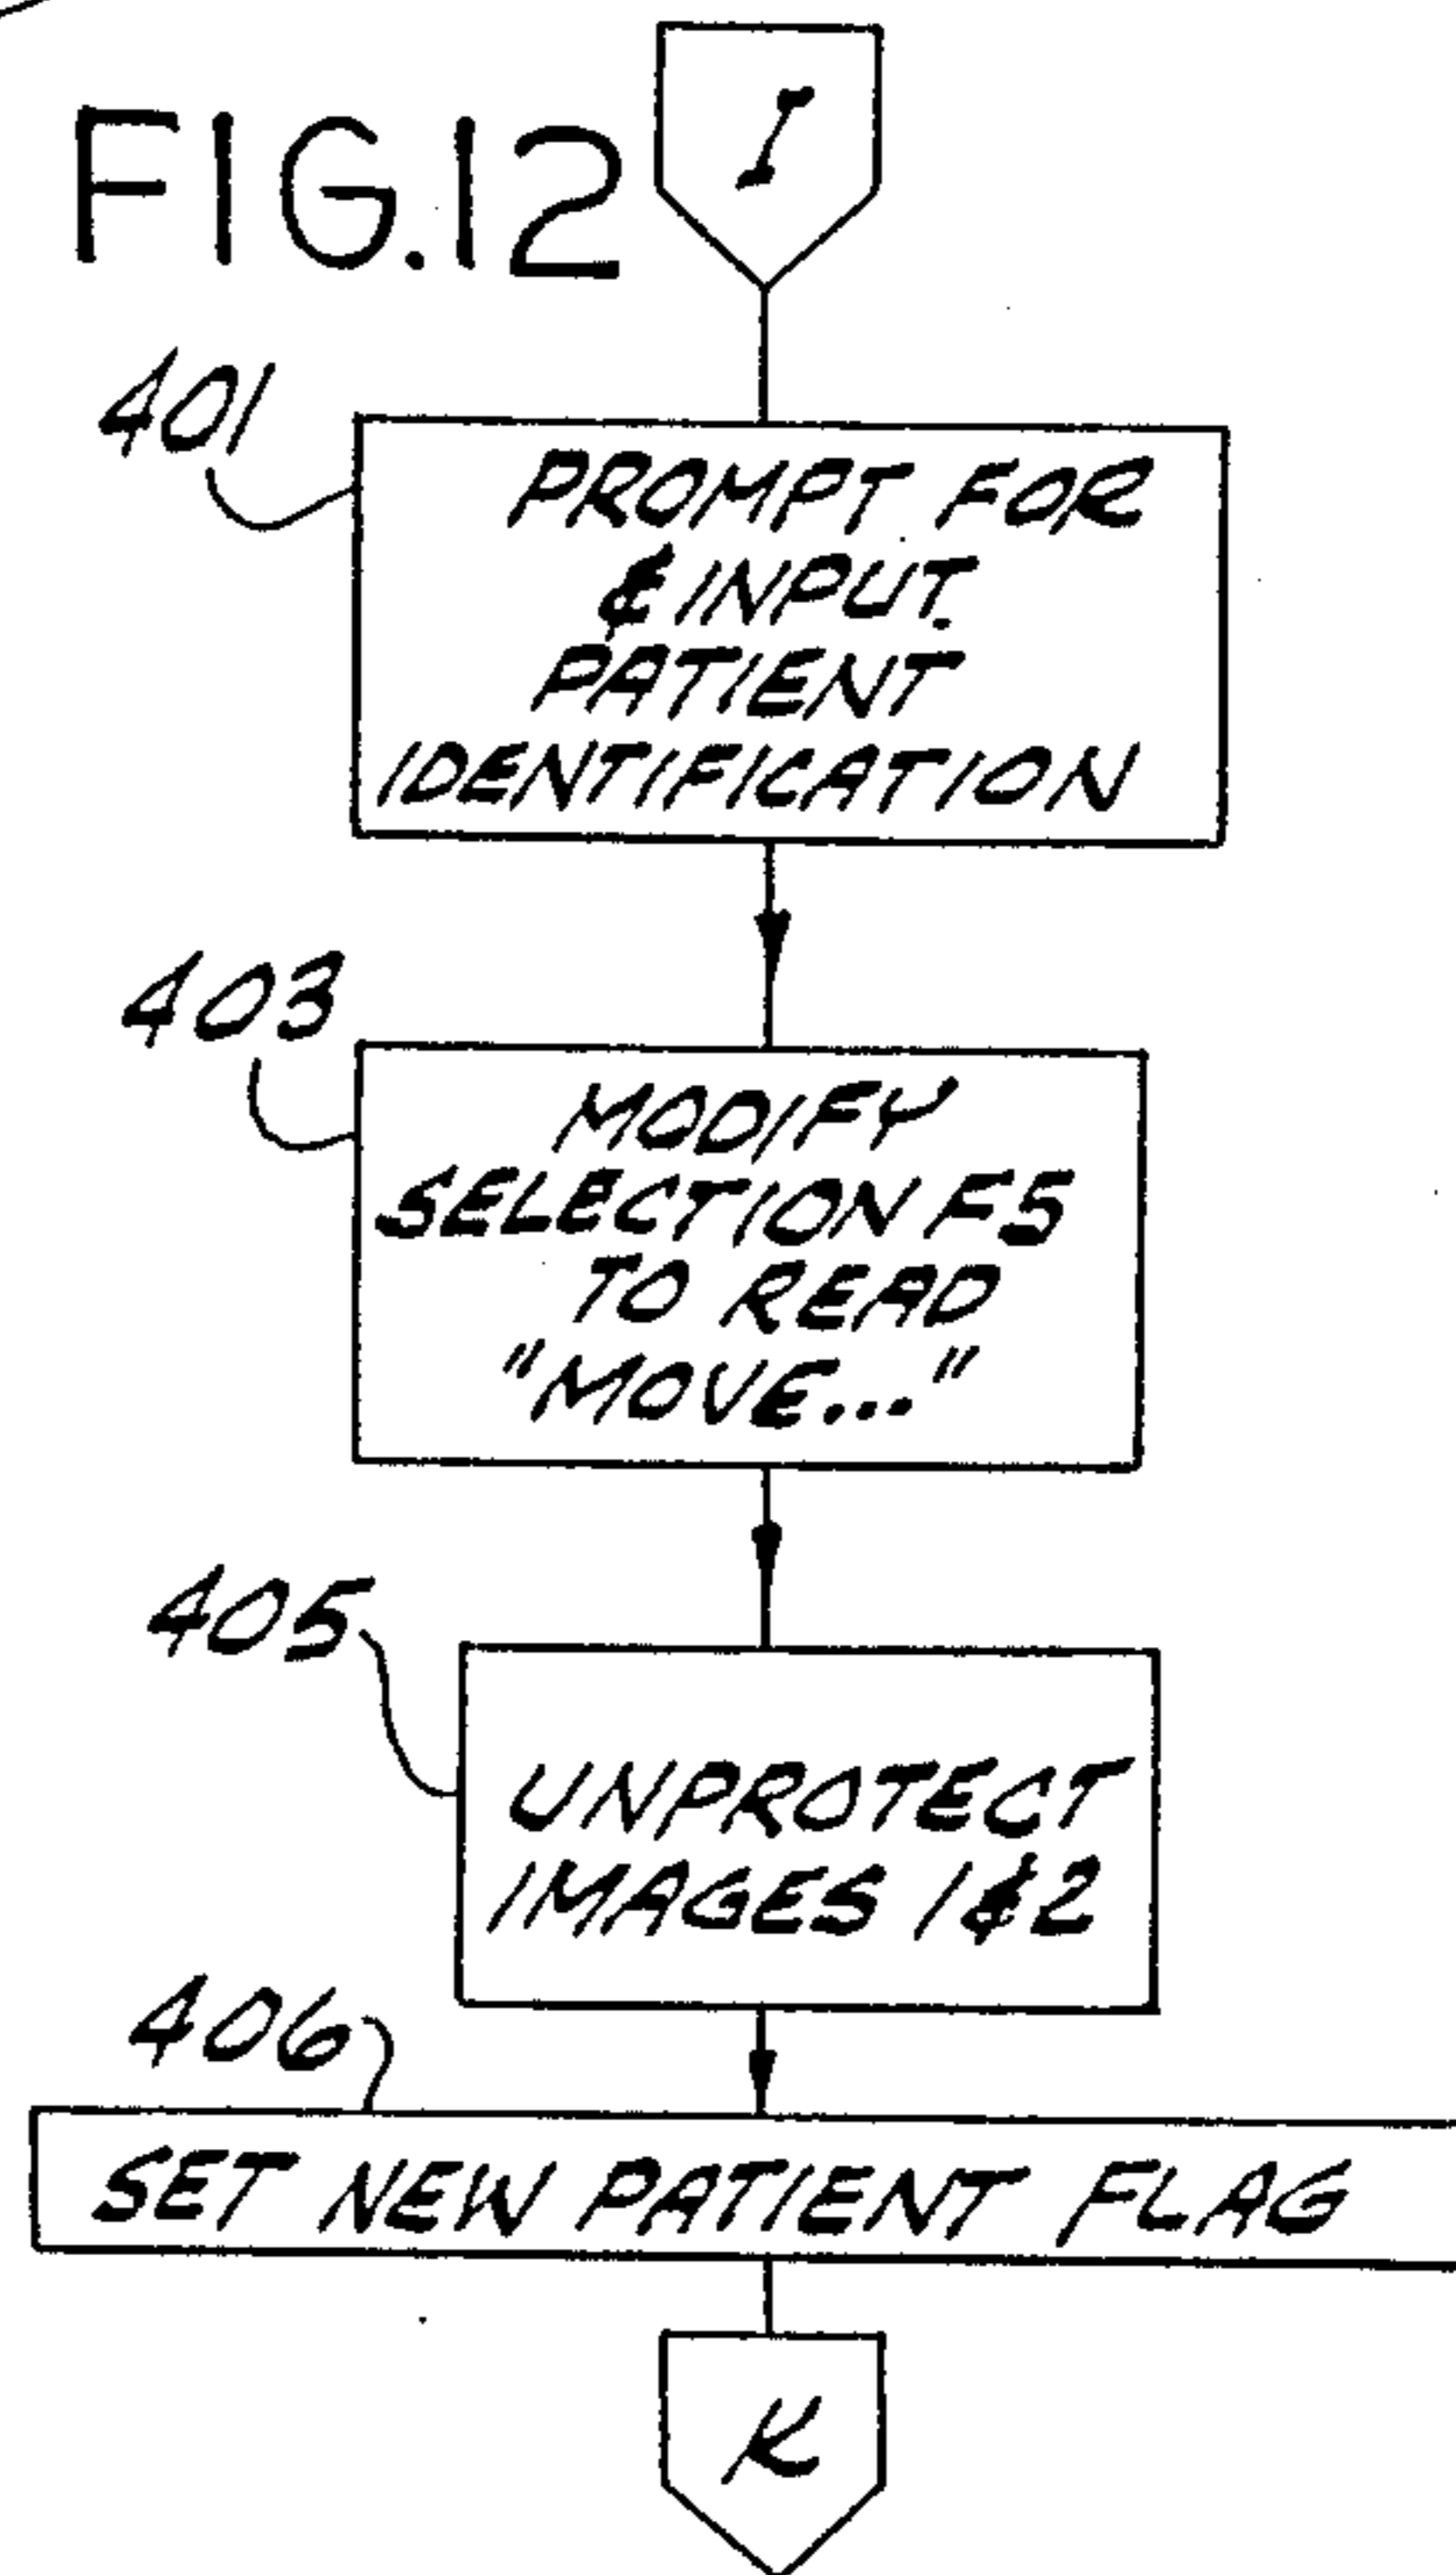 FIG.12
I
401
PROMPT FOR
& INPUT
PATIENT
IDENTIFICATION
403
MODIFY
SELECTION F5
TO READ
"MOVE..."
405
UNPROTECT
IMAGES 1&2
406
SET NEW PATIENT FLAG
K